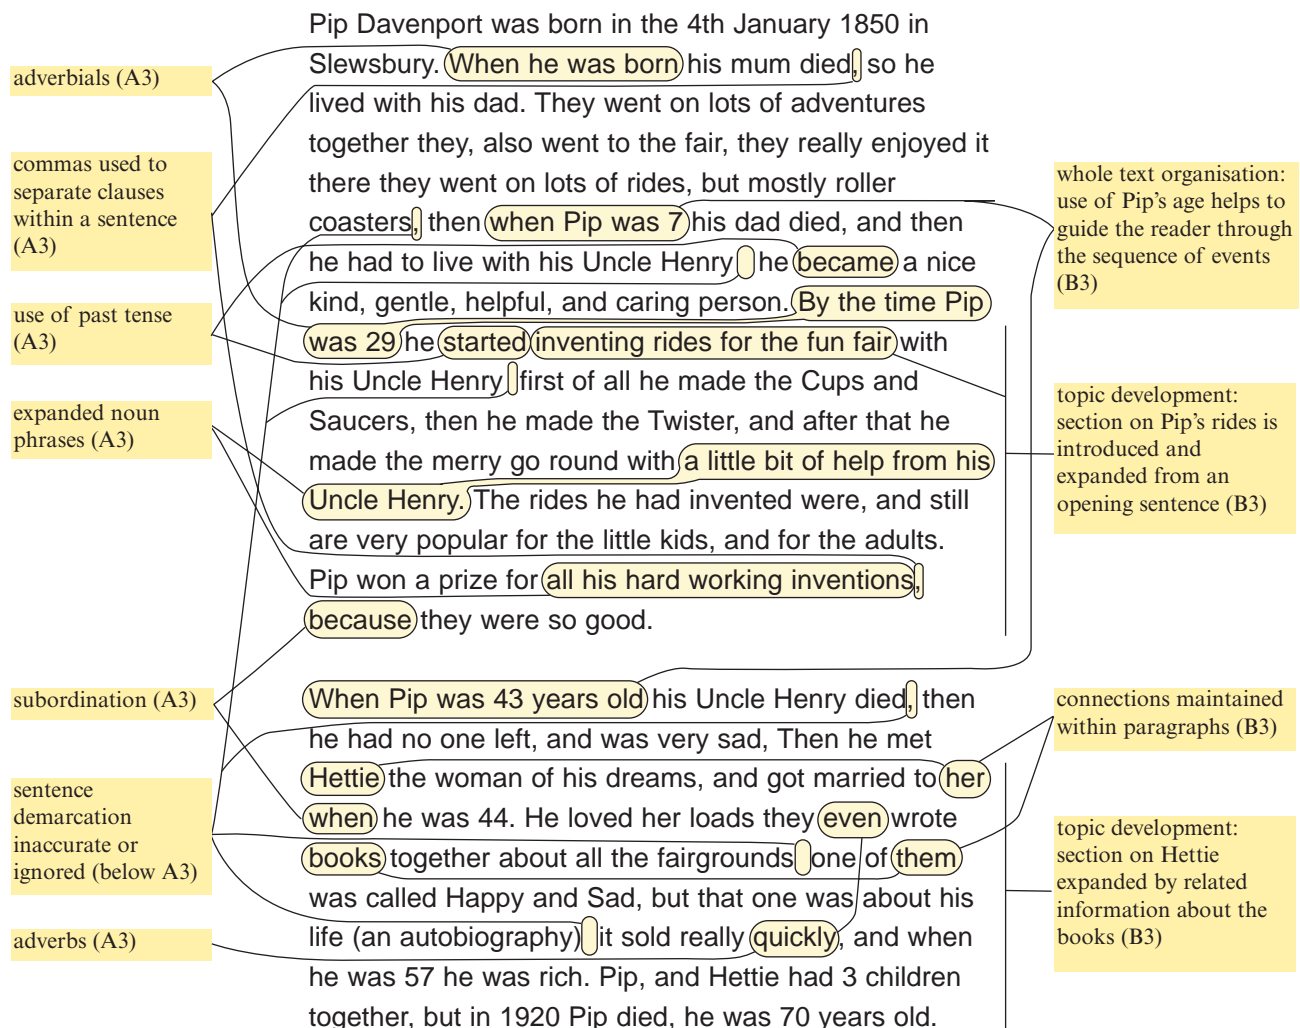 Pip Davenport was born in the 4th January 1850 in
Slewsbury. When he was born his mum died, so he
lived with his dad. They went on lots of adventures
together they, also went to the fair, they really enjoyed it
there they went on lots of rides, but mostly roller
coasters, then when Pip was 7 his dad died, and then
he had to live with his Uncle Henry he became a nice
kind, gentle, helpful, and caring person. By the time Pip
was 29 he started inventing rides for the fun fair with
his Uncle Henry first of all he made the Cups and
Saucers, then he made the Twister, and after that he
made the merry go round with a little bit of help from his
Uncle Henry. The rides he had invented were, and still
are very popular for the little kids, and for the adults.
Pip won a prize for all his hard working inventions,
because they were so good.
When Pip was 43 years old his Uncle Henry died, then
he had no one left, and was very sad, Then he met
Hettie the woman of his dreams, and got married to her
when he was 44. He loved her loads they even wrote
books together about all the fairgrounds one of them
was called Happy and Sad, but that one was about his
life (an autobiography) it sold really quickly, and when
he was 57 he was rich. Pip, and Hettie had 3 children
together, but in 1920 Pip died, he was 70 years old.
adverbials (A3)
commas used to
separate clauses
within a sentence
(A3)
use of past tense
(A3)
expanded noun
phrases (A3)
subordination (A3)
sentence
demarcation
inaccurate or
ignored (below A3)
adverbs (A3)
whole text organisation:
use of Pip's age helps to
guide the reader through
the sequence of events
(B3)
topic development:
section on Pip's rides is
introduced and
expanded from an
opening sentence (B3)
connections maintained
within paragraphs (B3)
topic development:
section on Hettie
expanded by related
information about the
books (B3)